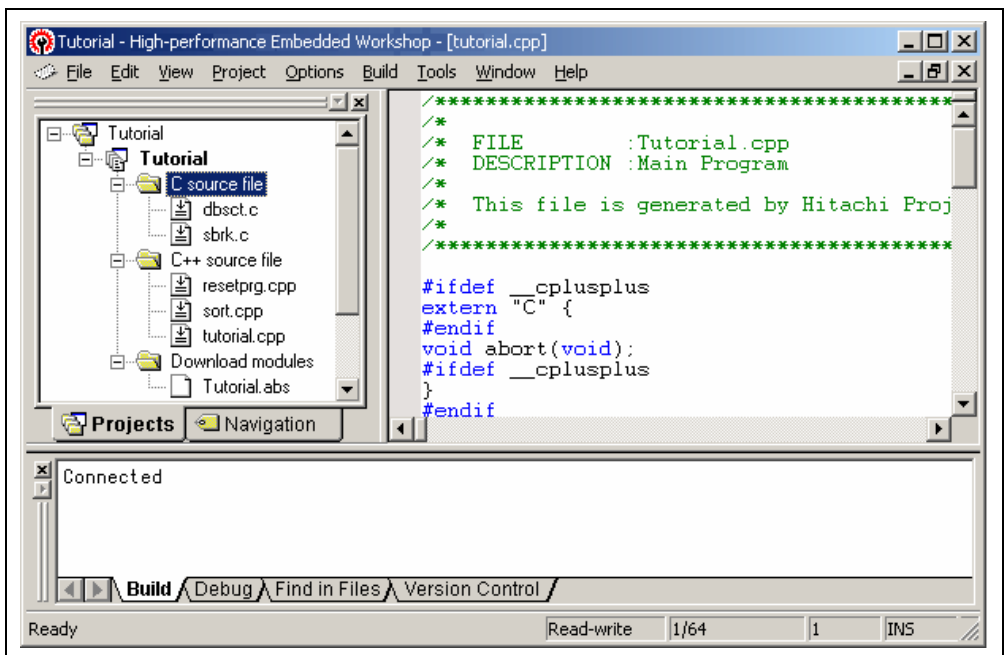 Tutorial - High-performance Embedded Workshop - [tutorial.cpp]
File Edit View Project Options Build Tools Window Help
Tutorial
Tutorial
C source file
dbsct.c
sbrk.c
C++ source file
resetprg.cpp
sort.cpp
tutorial.cpp
Download modules
Tutorial.abs
Projects Navigation
/*****************************************
/*
/* FILE :Tutorial.cpp
/* DESCRIPTION :Main Program
/*
/* This file is generated by Hitachi Proj
/*
/*****************************************
#ifdef __cplusplus
extern "C" {
#endif
void abort(void);
#ifdef __cplusplus
}
#endif
Connected
Build Debug Find in Files Version Control
Ready Read-write 1/64 1 INS